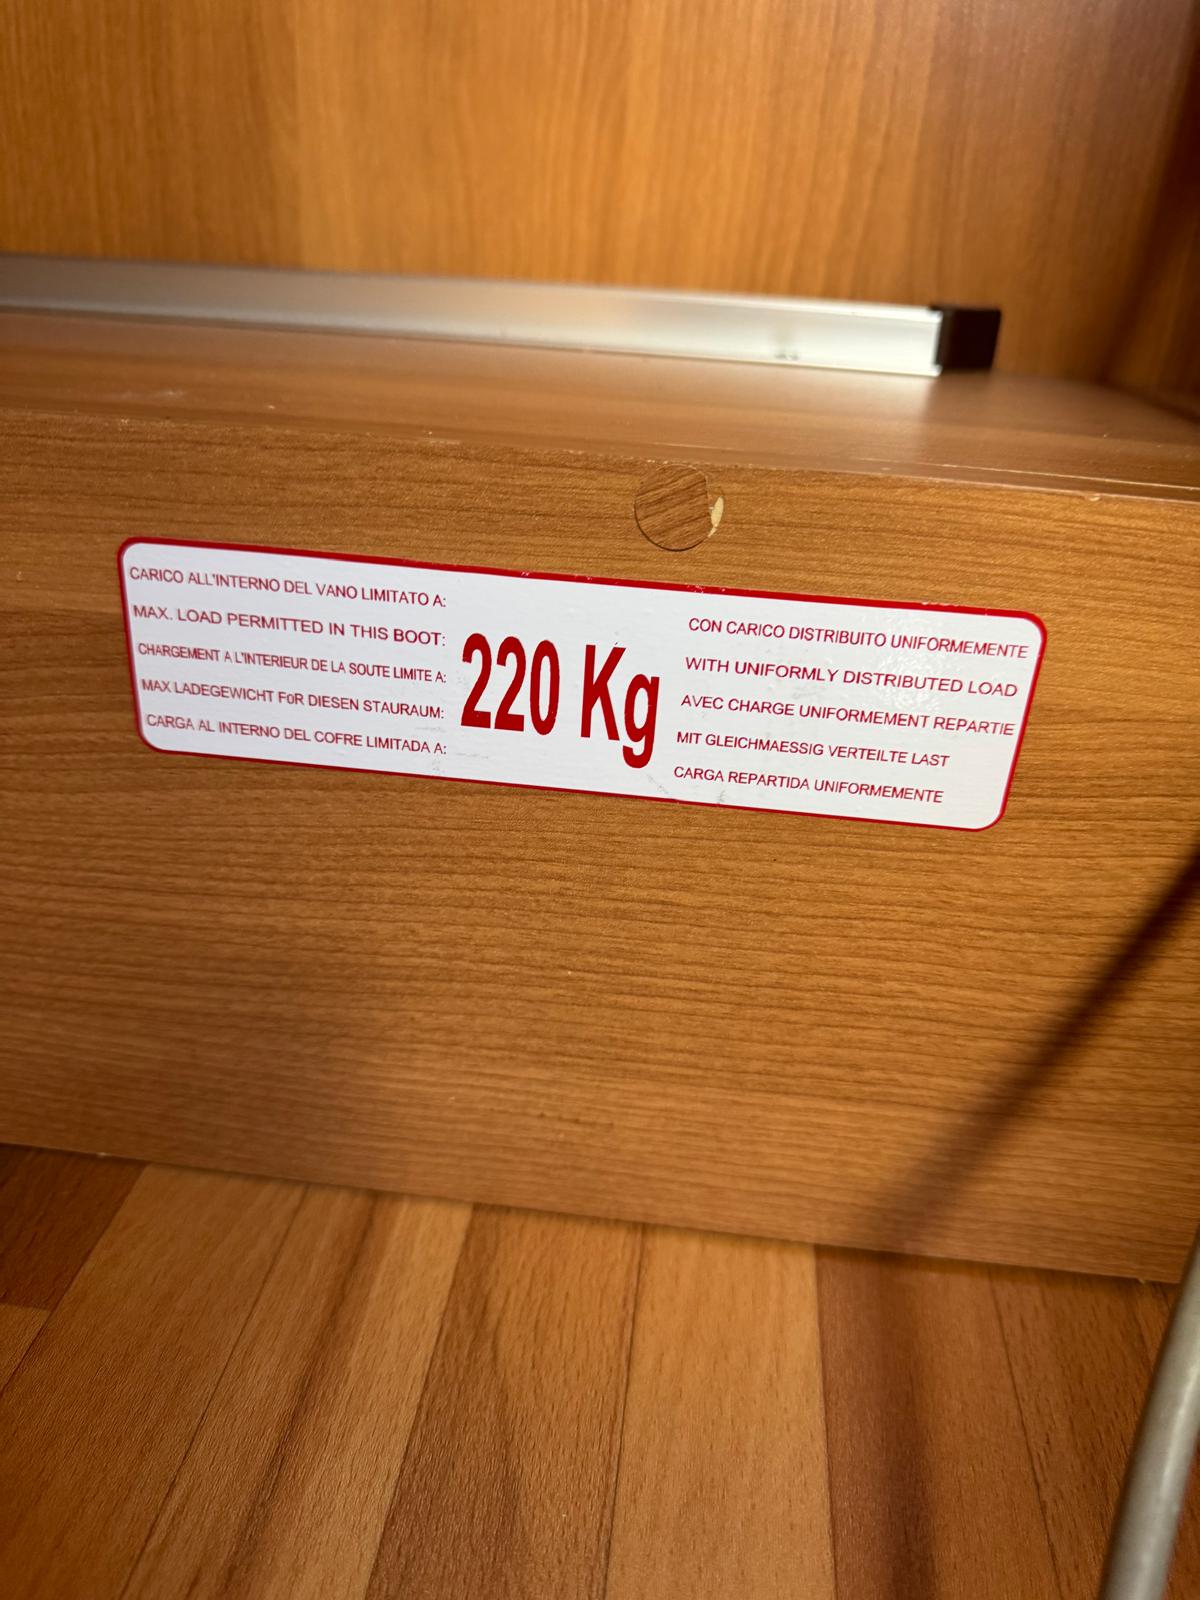 CARICO ALL'INTERNO DEL VANO LIMITATO A:
MAX. LOAD PERMITTED IN THIS BOOT:
CHARGEMENT A L'INTERIEUR DE LA SOUTE LIMITE A:
MAX LADEGEWICHT FöR DIESEN STAURAUM:
CARGA AL INTERNO DEL COFRE LIMITADA A:
220 Kg
CON CARICO DISTRIBUITO UNIFORMEMENTE
WITH UNIFORMLY DISTRIBUTED LOAD
AVEC CHARGE UNIFORMEMENT REPARTIE
MIT GLEICHMAESSIG VERTEILTE LAST
CARGA REPARTIDA UNIFORMEMENTE